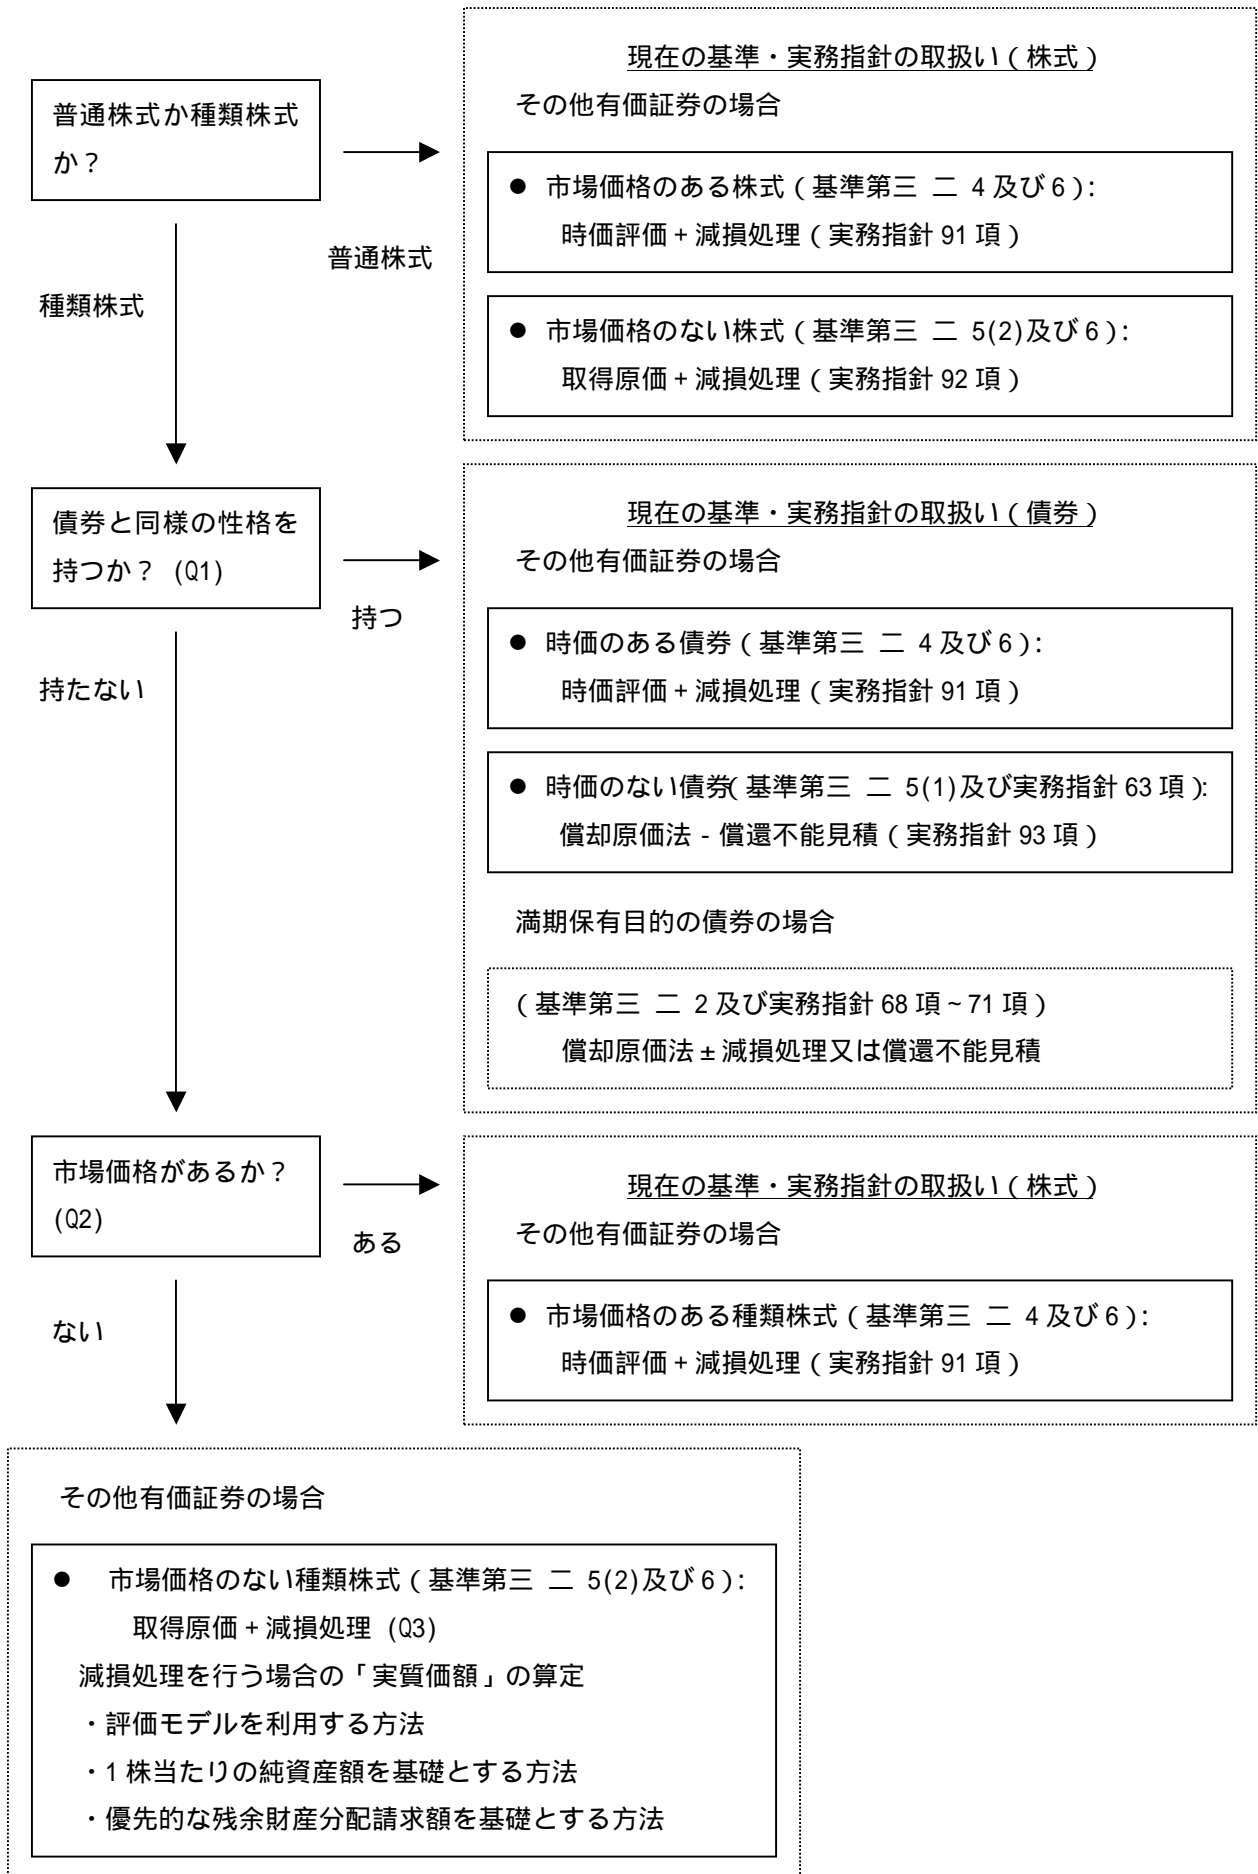 普通株式か種類株式
か？
普通株式
種類株式
現在の基準・実務指針の取扱い（株式）
その他有価証券の場合
● 市場価格のある株式（基準第三 二 4 及び 6）:
時価評価 + 減損処理（実務指針 91 項）
● 市場価格のない株式（基準第三 二 5(2)及び 6）:
取得原価 + 減損処理（実務指針 92 項）
債券と同様の性格を
持つか？ (Q1)
持つ
持たない
現在の基準・実務指針の取扱い（債券）
その他有価証券の場合
● 時価のある債券（基準第三 二 4 及び 6）:
時価評価 + 減損処理（実務指針 91 項）
● 時価のない債券（基準第三 二 5(1)及び実務指針 63 項）:
償却原価法 - 償還不能見積（実務指針 93 項）
満期保有目的の債券の場合
（基準第三 二 2 及び実務指針 68 項~71 項）
償却原価法 ± 減損処理又は償還不能見積
市場価格があるか？
(Q2)
ある
ない
現在の基準・実務指針の取扱い（株式）
その他有価証券の場合
● 市場価格のある種類株式（基準第三 二 4 及び 6）:
時価評価 + 減損処理（実務指針 91 項）
その他有価証券の場合
● 市場価格のない種類株式（基準第三 二 5(2)及び 6）:
取得原価 + 減損処理 (Q3)
減損処理を行う場合の「実質価額」の算定
・評価モデルを利用する方法
・1 株当たりの純資産額を基礎とする方法
・優先的な残余財産分配請求額を基礎とする方法